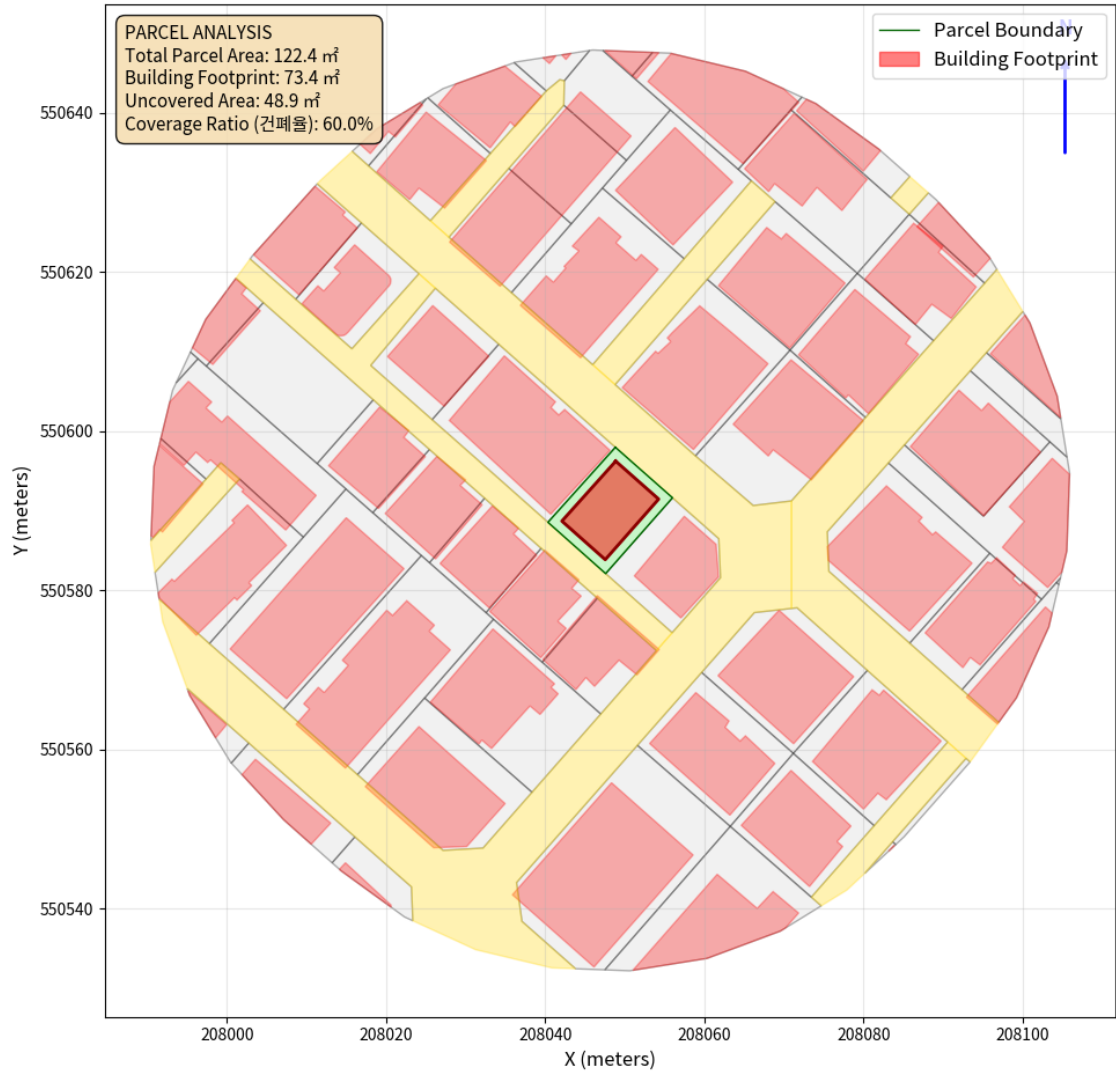 PARCEL ANALYSIS
Total Parcel Area: 122.4 ㎡
Building Footprint: 73.4 ㎡
Uncovered Area: 48.9 ㎡
Coverage Ratio (건폐율): 60.0%
Parcel Boundary
Building Footprint
N
550640
550620
550600
550580
550560
550540
Y (meters)
208000
208020
208040
208060
208080
208100
X (meters)